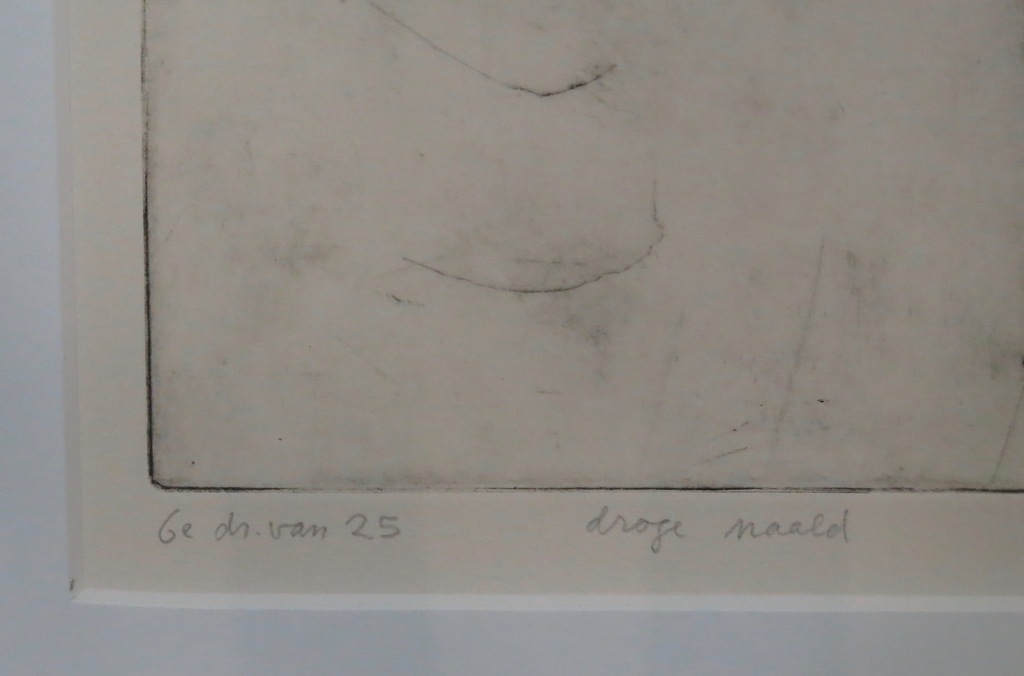 6e dr. van 25 droge naald